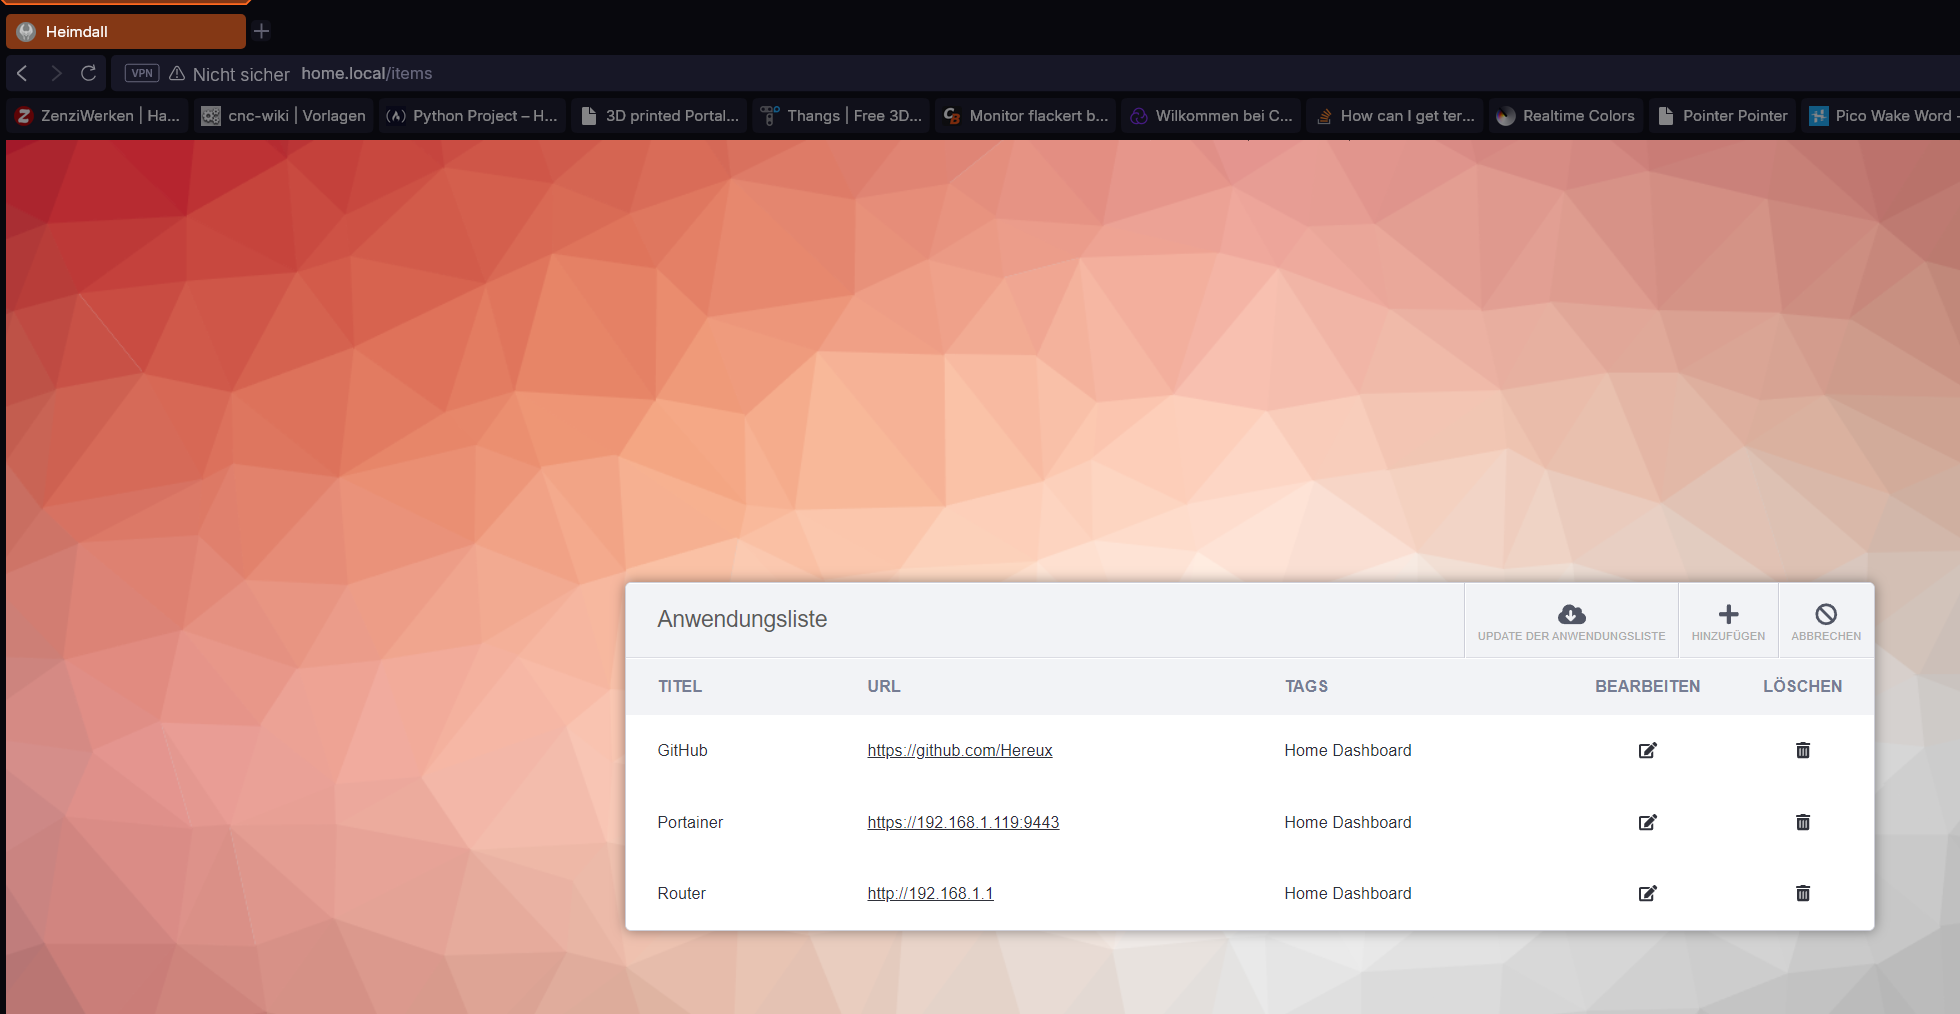 Heimdall
VPN Nicht sicher home.local/items
ZenziWerken | Ha... cnc-wiki | Vorlagen Python Project – H... 3D printed Portal... Thangs | Free 3D... Monitor flackert b... Wilkommen bei C... How can I get ter... Realtime Colors Pointer Pointer Pico Wake Word -
Anwendungsliste
UPDATE DER ANWENDUNGSLISTE HINZUFÜGEN ABBRECHEN
TITEL URL TAGS BEARBEITEN LÖSCHEN
GitHub https://github.com/Hereux Home Dashboard
Portainer https://192.168.1.119:9443 Home Dashboard
Router http://192.168.1.1 Home Dashboard